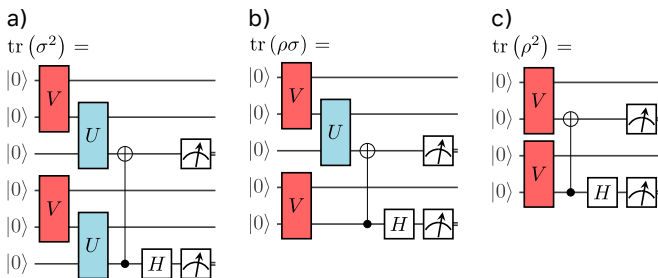 a) b) c)
tr (σ²) = tr (ρσ) = tr (ρ²) =
|0⟩ |0⟩ |0⟩
V V V
|0⟩ |0⟩ |0⟩
U U
|0⟩ |0⟩ |0⟩
|0⟩ |0⟩ V
V V |0⟩ H
|0⟩ |0⟩ H
U
|0⟩ H